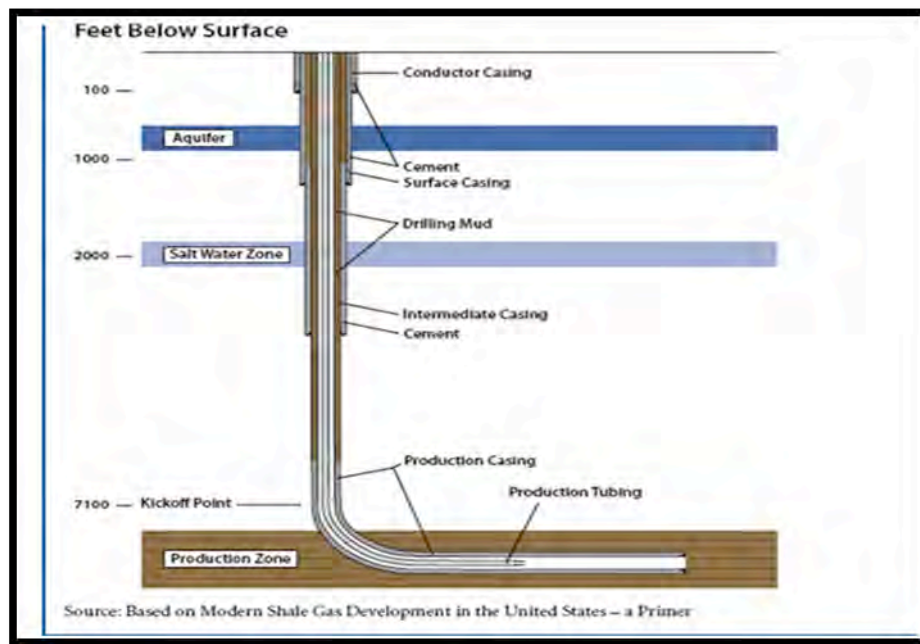 Feet Below Surface
Conductor Casing
100 —
Aquifer
1000 —
Cement
Surface Casing
Drilling Mud
2000 —
Salt Water Zone
Intermediate Casing
Cement
Production Casing
Production Tubing
7100 — Kickoff Point
Production Zone
Source: Based on Modern Shale Gas Development in the United States – a Primer